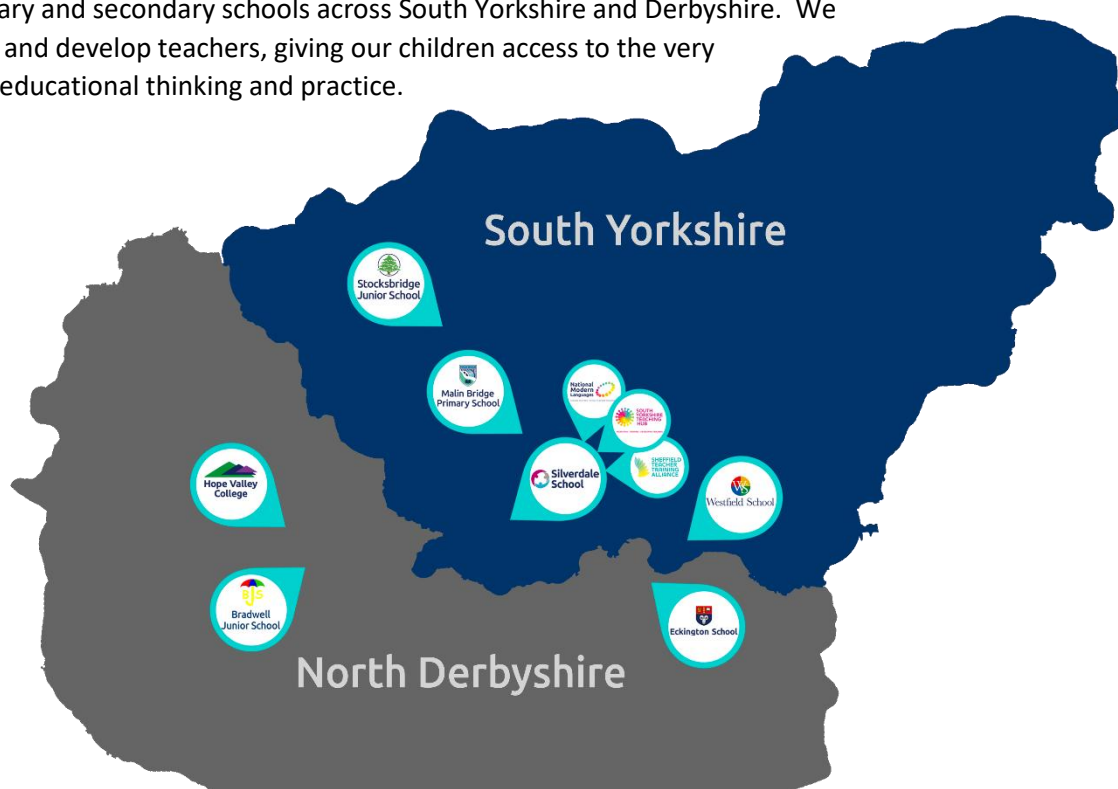 ary and secondary schools across South Yorkshire and Derbyshire. We
and develop teachers, giving our children access to the very
educational thinking and practice.
South Yorkshire
Stocksbridge
Junior School
Malin Bridge
Primary School
National
Modern
Languages
SOUTH
YORKSHIRE
TEACHING
HUB
Silverdale
School
SHEFFIELD
TEACHER
TRAINING
ALLIANCE
Hope Valley
College
WS
Westfield School
BJS
Bradwell
Junior School
Eckington School
North Derbyshire